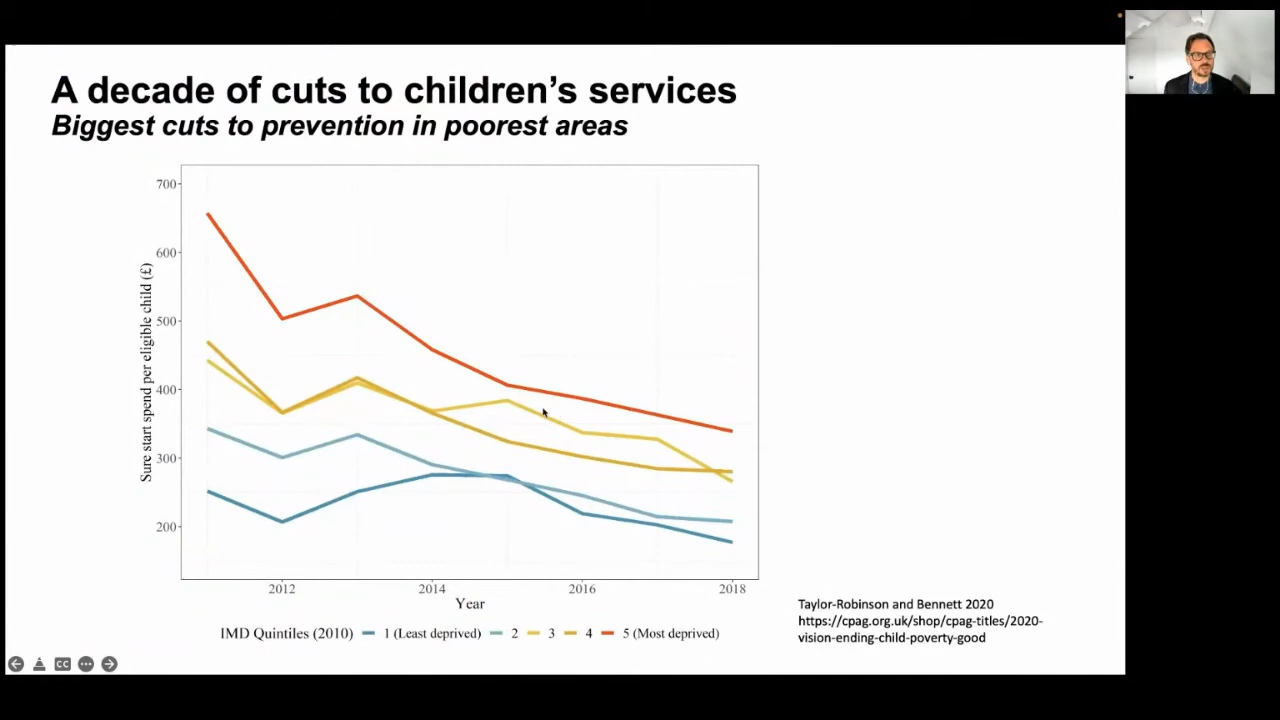 A decade of cuts to children's services
Biggest cuts to prevention in poorest areas
700
600
500
400
300
200
Sure start spend per eligible child (£)
2012
2014
2016
2018
Year
IMD Quintiles (2010)
1 (Least deprived)
2
3
4
5 (Most deprived)
Taylor-Robinson and Bennett 2020
https://cpag.org.uk/shop/cpag-titles/2020-
vision-ending-child-poverty-good
CC